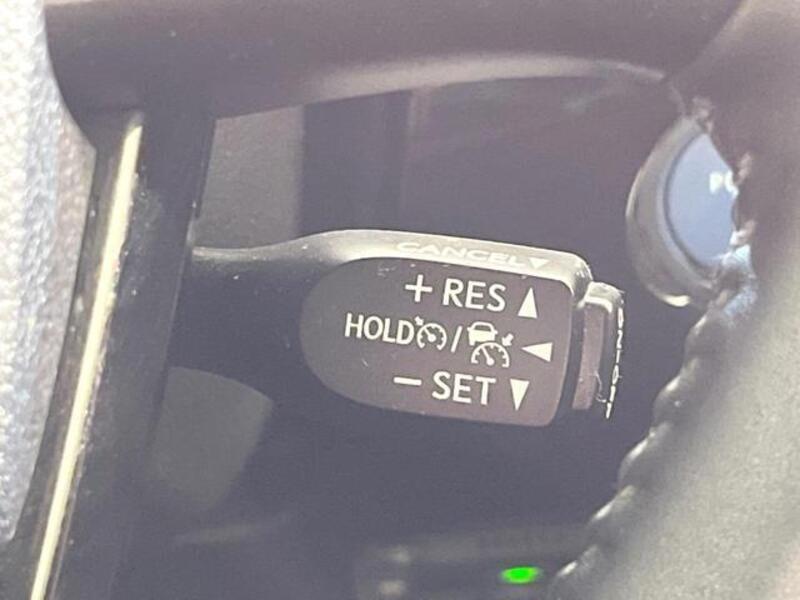 CANCEL▼
+ RES ▲
HOLD / ◀
− SET ▼